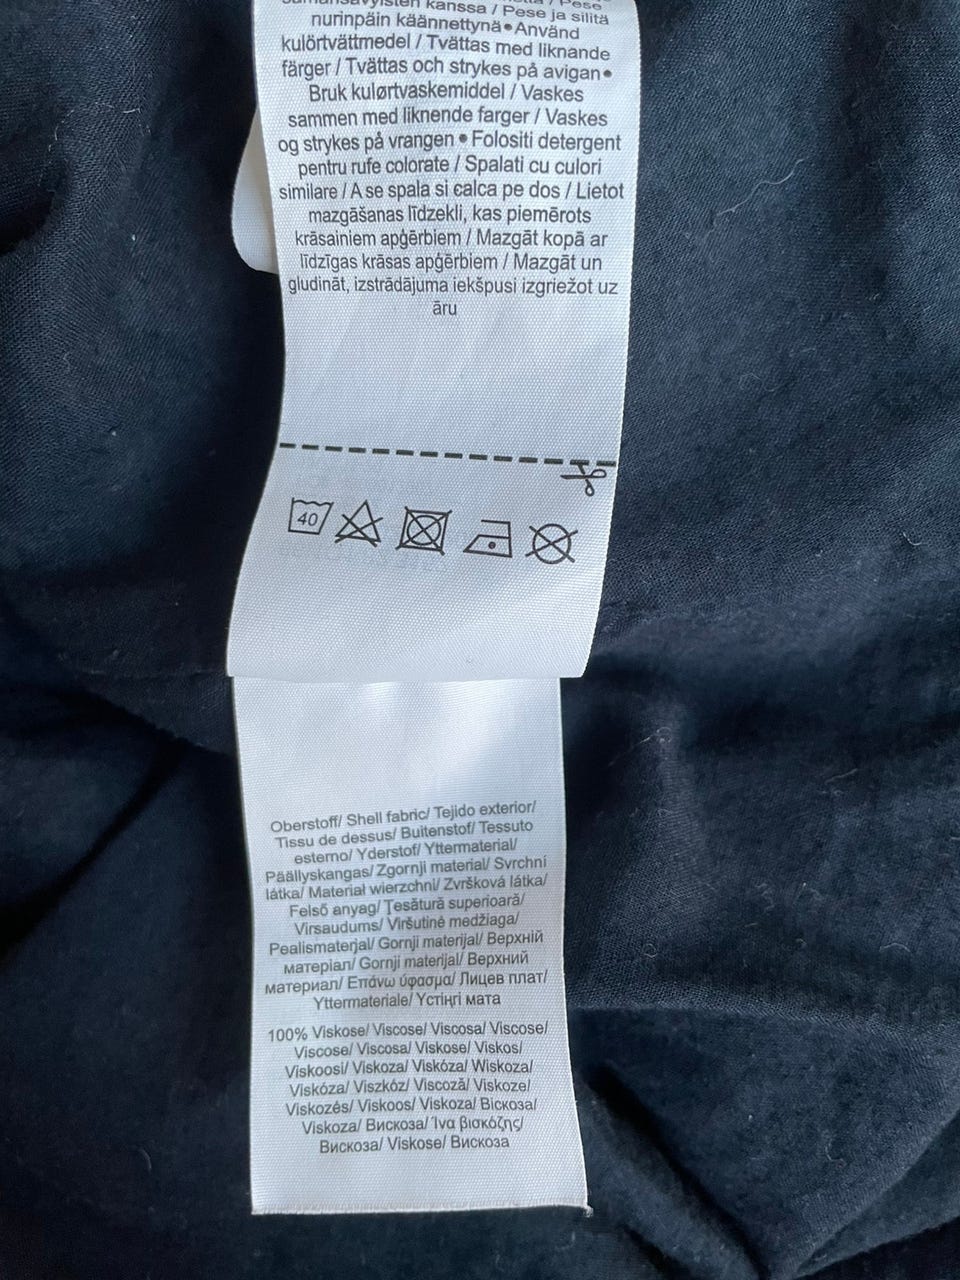 kanssa / Pese ja silitä
nurinpäin käännettynä • Använd
kulörtvättmedel / Tvättas med liknande
färger / Tvättas och strykes på avigan •
Bruk kulørtvaskemiddel / Vaskes
sammen med liknende farger / Vaskes
og strykes på vrangen • Folositi detergent
pentru rufe colorate / Spalati cu culori
similare / A se spala si calca pe dos / Lietot
mazgāšanas līdzekli, kas piemērots
krāsainiem apģērbiem / Mazgāt kopā ar
līdzīgas krāsas apģērbiem / Mazgāt un
gludināt, izstrādājuma iekšpusi izgriežot uz
āru
40
Oberstoff/ Shell fabric/ Tejido exterior/
Tissu de dessus/ Buitenstof/ Tessuto
esterno/ Yderstof/ Yttermaterial/
Päällyskangas/ Zgornji material/ Svrchní
látka/ Materiał wierzchni/ Zvršková látka/
Felső anyag/ Țesătură superioară/
Virsaudums/ Viršutinė medžiaga/
Pealismaterjal/ Gornji materijal/ Верхній
матеріал/ Gornji materijal/ Верхний
материал/ Επάνω ύφασμα/ Лицев плат/
Yttermateriale/ Үстіңгі мата
100% Viskose/ Viscose/ Viscosa/ Viscose/
Viscose/ Viscosa/ Viskose/ Viskos/
Viskoosi/ Viskoza/ Viskóza/ Wiskoza/
Viskóza/ Viszkóz/ Viscoză/ Viskoze/
Viskozės/ Viskoos/ Viskoza/ Віскоза/
Viskoza/ Вискоза/ Ίνα βισκόζης/
Вискоза/ Viskose/ Вискоза